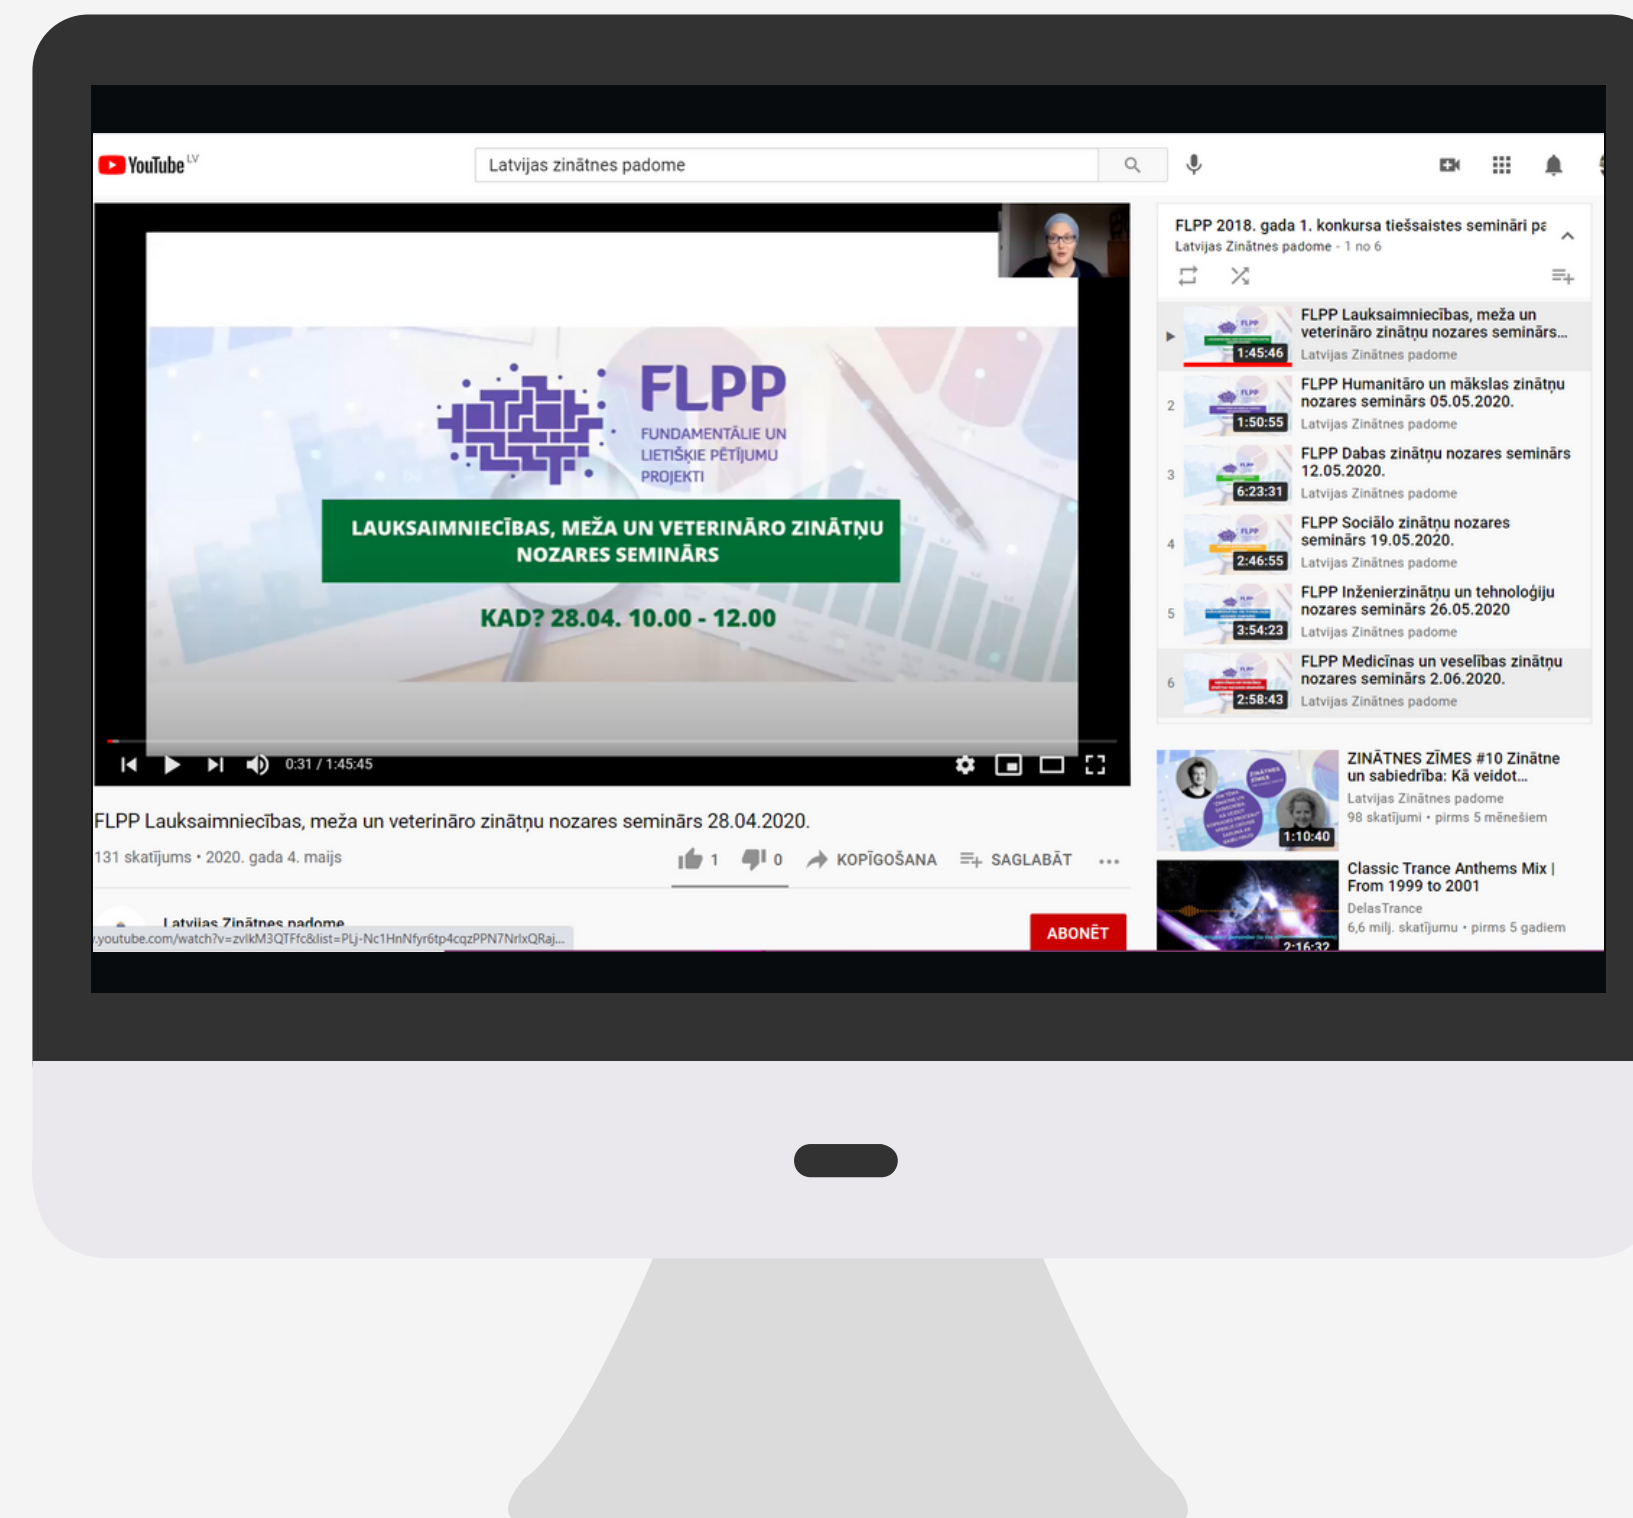 YouTube LV
Latvijas zinātnes padome
FLPP
FUNDAMENTĀLIE UN
LIETIŠĶIE PĒTĪJUMU
PROJEKTI
LAUKSAIMNIECĪBAS, MEŽA UN VETERINĀRO ZINĀTŅU
NOZARES SEMINĀRS
KAD? 28.04. 10.00 - 12.00
0:31 / 1:45:45
FLPP Lauksaimniecības, meža un veterināro zinātņu nozares seminārs 28.04.2020.
131 skatījums • 2020. gada 4. maijs
1 0 KOPĪGOŠANA SAGLABĀT
Latvijas Zinātnes padome
ABONĒT
.youtube.com/watch?v=zvlkM3QTFfc&list=PLj-Nc1HnNfyr6tp4cqzPPN7NrlxQRaj...
FLPP 2018. gada 1. konkursa tiešsaistes semināri pa
Latvijas Zinātnes padome - 1 no 6
FLPP Lauksaimniecības, meža un
veterināro zinātņu nozares seminārs...
1:45:46
Latvijas Zinātnes padome
2
FLPP Humanitāro un mākslas zinātņu
nozares seminārs 05.05.2020.
1:50:55
Latvijas Zinātnes padome
3
FLPP Dabas zinātņu nozares seminārs
12.05.2020.
6:23:31
Latvijas Zinātnes padome
4
FLPP Sociālo zinātņu nozares
seminārs 19.05.2020.
2:46:55
Latvijas Zinātnes padome
5
FLPP Inženierzinātņu un tehnoloģiju
nozares seminārs 26.05.2020
3:54:23
Latvijas Zinātnes padome
6
FLPP Medicīnas un veselības zinātņu
nozares seminārs 2.06.2020.
2:58:43
Latvijas Zinātnes padome
ZINĀTNES
ZĪMES
1:10:40
ZINĀTNES ZĪMES #10 Zinātne
un sabiedrība: Kā veidot...
Latvijas Zinātnes padome
98 skatījumi • pirms 5 mēnešiem
2:16:32
Classic Trance Anthems Mix |
From 1999 to 2001
DelasTrance
6,6 milj. skatījumu • pirms 5 gadiem